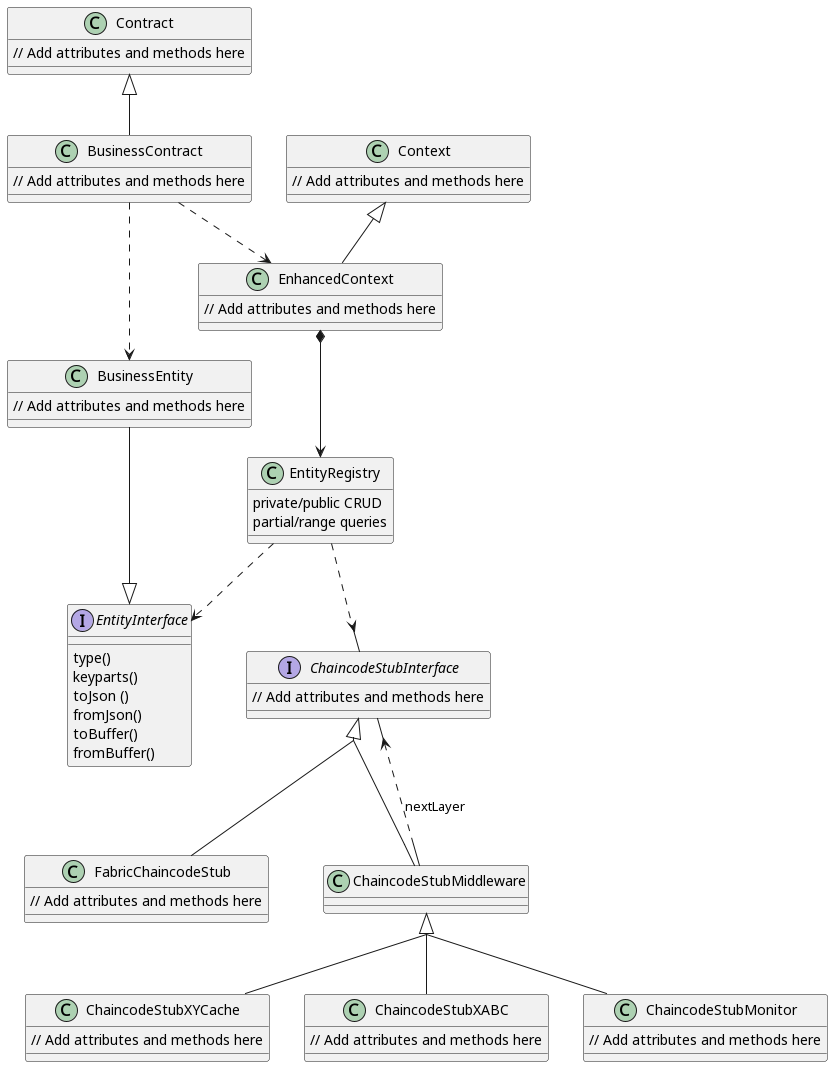 C Contract
// Add attributes and methods here
C BusinessContract
// Add attributes and methods here
C Context
// Add attributes and methods here
C EnhancedContext
// Add attributes and methods here
C BusinessEntity
// Add attributes and methods here
C EntityRegistry
private/public CRUD
partial/range queries
I EntityInterface
type()
keyparts()
toJson ()
fromJson()
toBuffer()
fromBuffer()
I ChaincodeStubInterface
// Add attributes and methods here
nextLayer
C FabricChaincodeStub
// Add attributes and methods here
C ChaincodeStubMiddleware
C ChaincodeStubXYCache
// Add attributes and methods here
C ChaincodeStubXABC
// Add attributes and methods here
C ChaincodeStubMonitor
// Add attributes and methods here